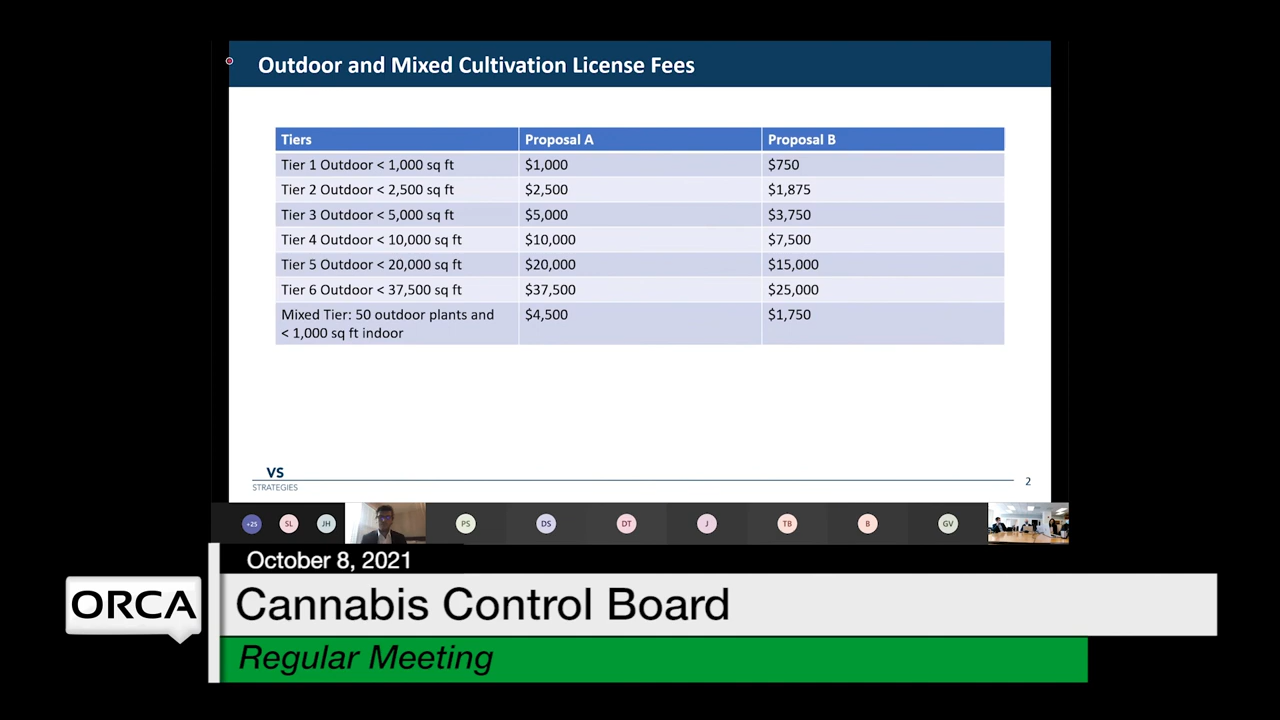 Outdoor and Mixed Cultivation License Fees
Tiers Proposal A Proposal B
Tier 1 Outdoor < 1,000 sq ft $1,000 $750
Tier 2 Outdoor < 2,500 sq ft $2,500 $1,875
Tier 3 Outdoor < 5,000 sq ft $5,000 $3,750
Tier 4 Outdoor < 10,000 sq ft $10,000 $7,500
Tier 5 Outdoor < 20,000 sq ft $20,000 $15,000
Tier 6 Outdoor < 37,500 sq ft $37,500 $25,000
Mixed Tier: 50 outdoor plants and $4,500 $1,750
< 1,000 sq ft indoor
VS
STRATEGIES
2
+25 SL JH PS DS DT J TB B GV
October 8, 2021
ORCA
Cannabis Control Board
Regular Meeting